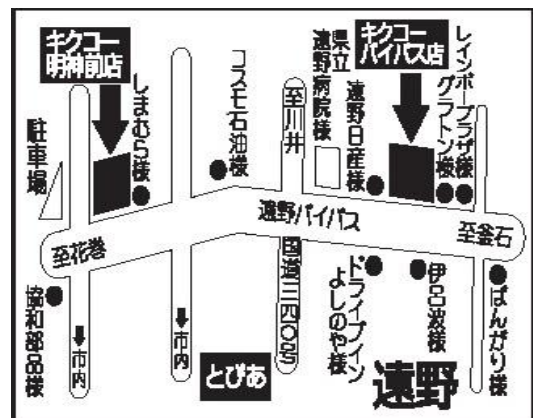 キクコー
明神前店
しまむら様
駐車場
コスモ石油様
至川井
県立
遠野病院様
遠野日産様
キクコー
バイパス店
レインボープラザ様
グラトン様
至花巻
遠野バイパス
至釜石
協和部品様
市内
市内
とぴあ
国道三四〇号
ドライブイン
よしのや様
伊呂波様
ばんがり様
遠野